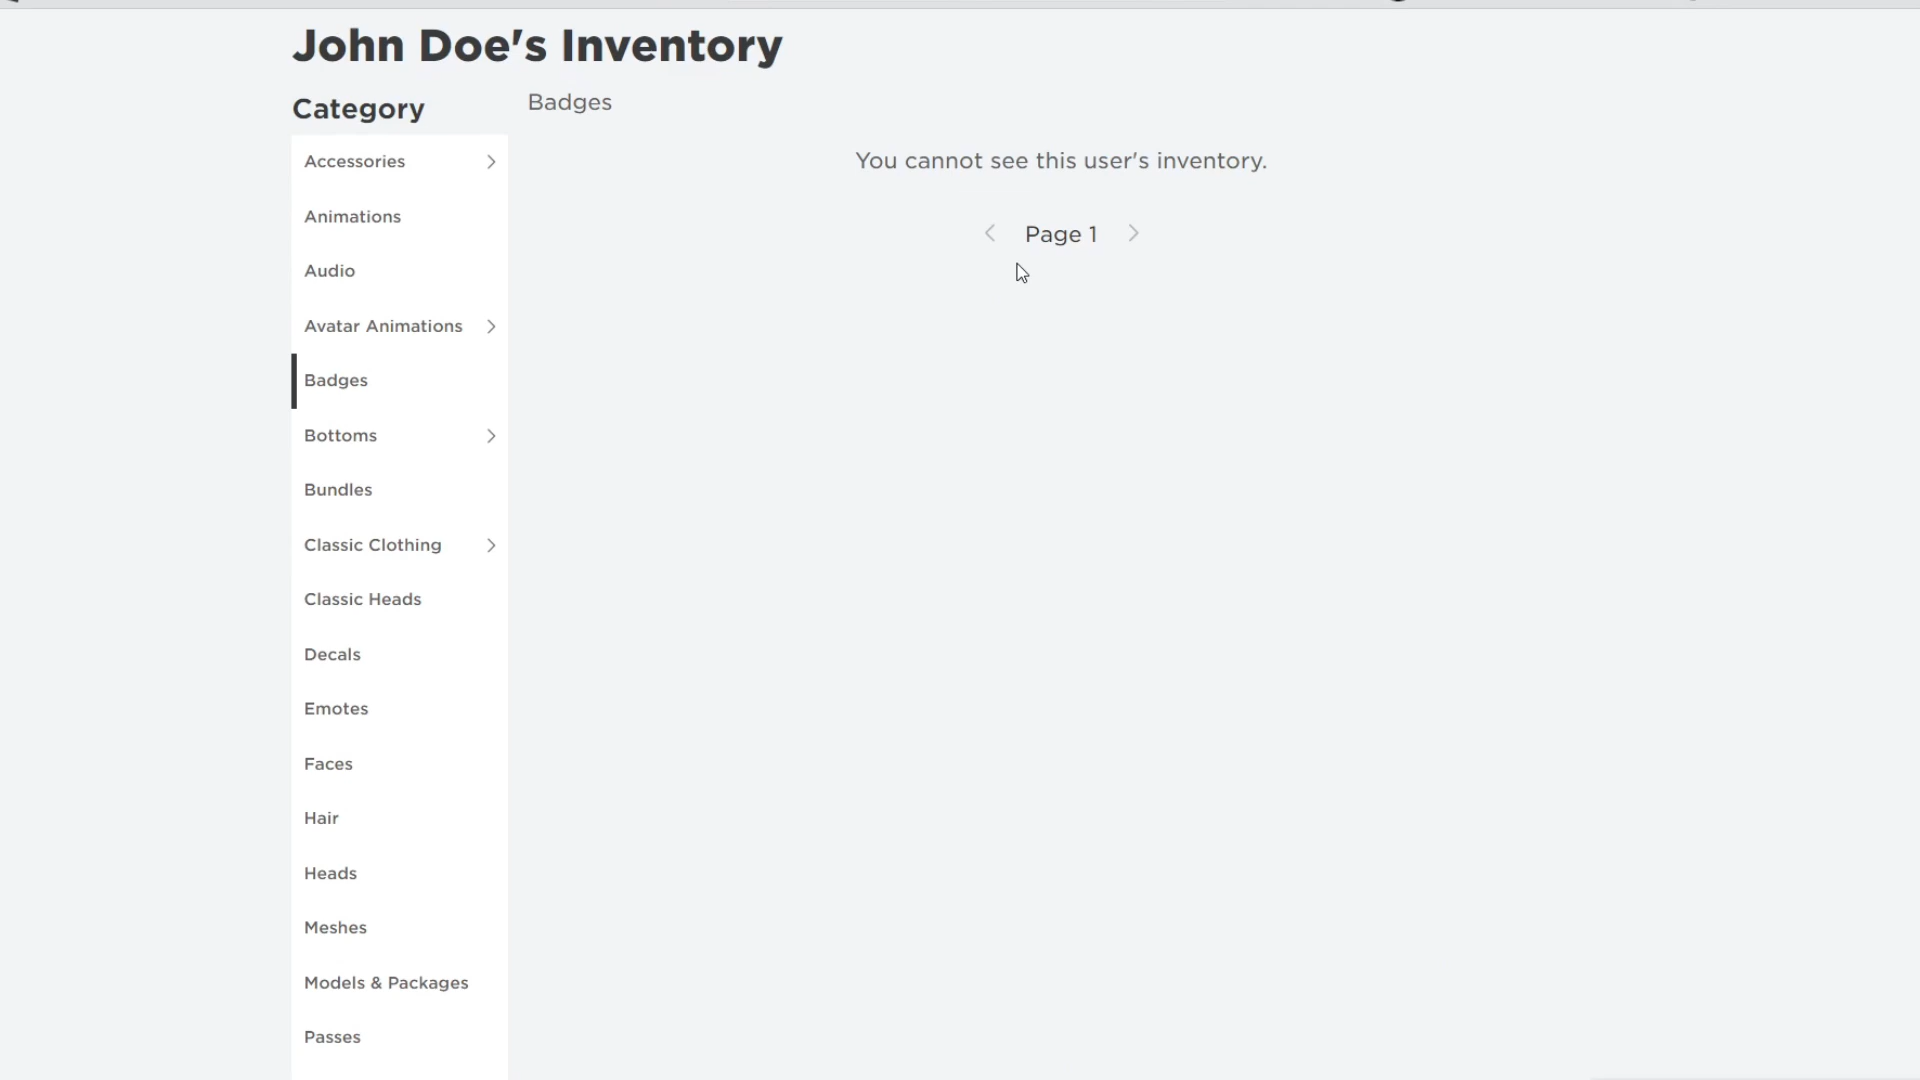 John Doe's Inventory
Category
Badges
Accessories
You cannot see this user's inventory.
Animations
Page 1
Audio
Avatar Animations
Badges
Bottoms
Bundles
Classic Clothing
Classic Heads
Decals
Emotes
Faces
Hair
Heads
Meshes
Models & Packages
Passes